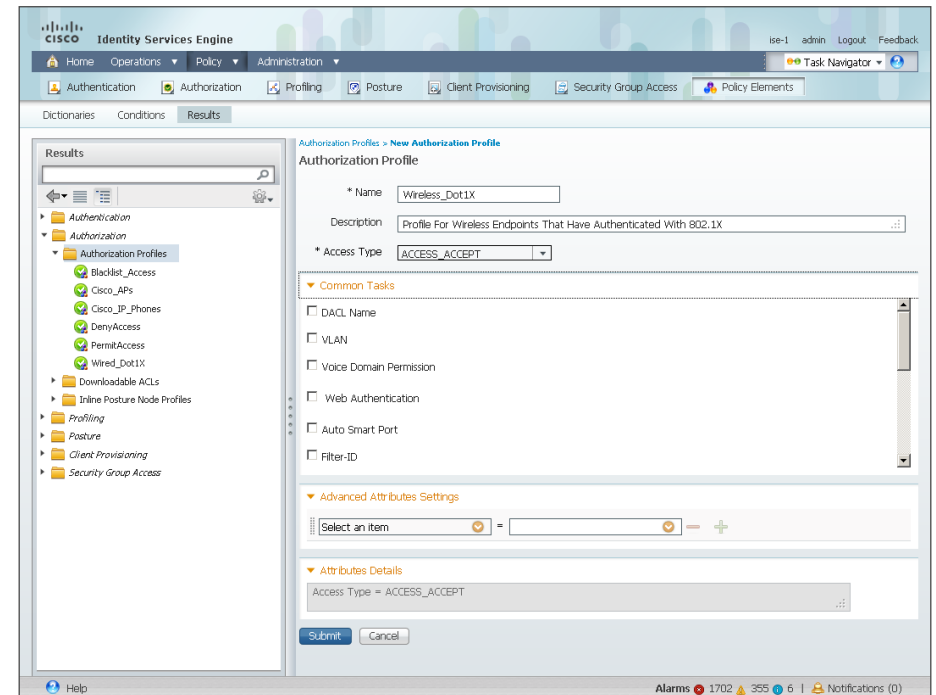 CISCO Identity Services Engine
ise-1 admin Logout Feedback
Home Operations Policy Administration
Task Navigator
Authentication Authorization Profiling Posture Client Provisioning Security Group Access Policy Elements
Dictionaries Conditions Results
Results
Authentication
Authorization
Authorization Profiles
Blacklist_Access
Cisco_APs
Cisco_IP_Phones
DenyAccess
PermitAccess
Wired_Dot1X
Downloadable ACLs
Inline Posture Node Profiles
Profiling
Posture
Client Provisioning
Security Group Access
Authorization Profiles > New Authorization Profile
Authorization Profile
* Name Wireless_Dot1X
Description Profile For Wireless Endpoints That Have Authenticated With 802.1X
* Access Type ACCESS_ACCEPT
Common Tasks
DACL Name
VLAN
Voice Domain Permission
Web Authentication
Auto Smart Port
Filter-ID
Advanced Attributes Settings
Select an item =
Attributes Details
Access Type = ACCESS_ACCEPT
Submit Cancel
Help
Alarms 1702 355 6 | Notifications (0)